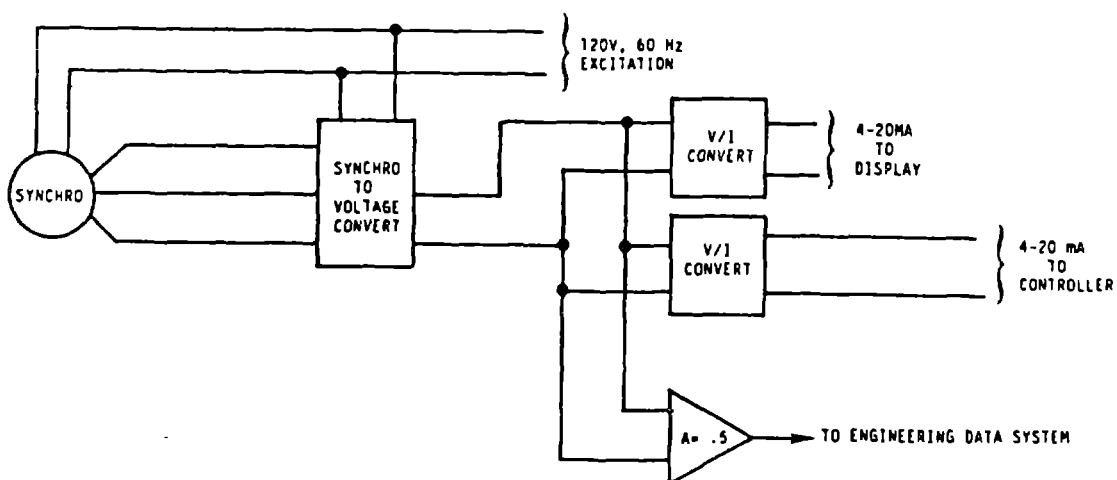 120V, 60 Hz
EXCITATION
SYNCHRO
SYNCHRO
TO
VOLTAGE
CONVERT
V/I
CONVERT
4-20MA
TO
DISPLAY
V/I
CONVERT
4-20 mA
TO
CONTROLLER
A= .5
TO ENGINEERING DATA SYSTEM